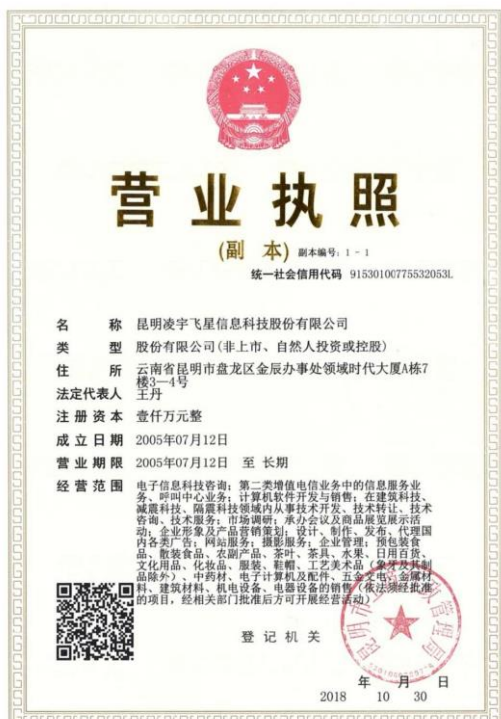 营业执照
(副 本) 副本编号: 1 - 1
统一社会信用代码 91530100775532053L
名 称 昆明凌宇飞星信息科技股份有限公司
类 型 股份有限公司(非上市、自然人投资或控股)
住 所 云南省昆明市盘龙区金辰办事处领域时代大厦A栋7
楼3—4号
法定代表人 王丹
注册资本 壹仟万元整
成立日期 2005年07月12日
营业期限 2005年07月12日 至 长期
经营范围 电子信息科技咨询; 第二类增值电信业务中的信息服务业
务、呼叫中心业务; 计算机软件开发与销售; 在建筑科技、
减震科技、隔震科技领域内从事技术开发、技术转让、技术
咨询、技术服务; 市场调研; 承办会议及商品展览展示活
动; 企业形象及产品营销策划; 设计、制作、发布、代理国
内各类广告; 网站服务; 摄影服务; 企业管理; 预包装食
品、散装食品、农副产品、茶叶、茶具、水果、日用百货、
文化用品、化妆品、服装、鞋帽、工艺美术品 (象牙及其制
品除外) 、中药材、电子计算机及配件、五金交电、金属材
料、建筑材料、机电设备、电器设备的销售 (依法须经批准
的项目, 经相关部门批准后方可开展经营活动)
登记机关
年 月 日
2018 10 30